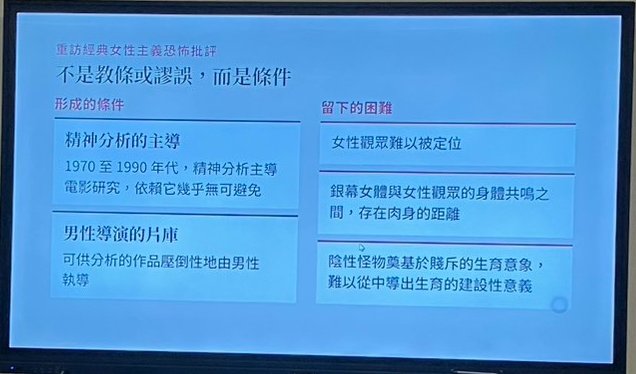 重訪經典女性主義恐怖批評
不是教條或謬誤，而是條件
形成的條件
精神分析的主導
1970 至 1990 年代，精神分析主導
電影研究，依賴它幾乎無可避免
男性導演的片庫
可供分析的作品壓倒性地由男性
執導
留下的困難
女性觀眾難以被定位
銀幕女體與女性觀眾的身體共鳴之
間，存在肉身的距離
陰性怪物奠基於賤斥的生育意象，
難以從中導出生育的建設性意義